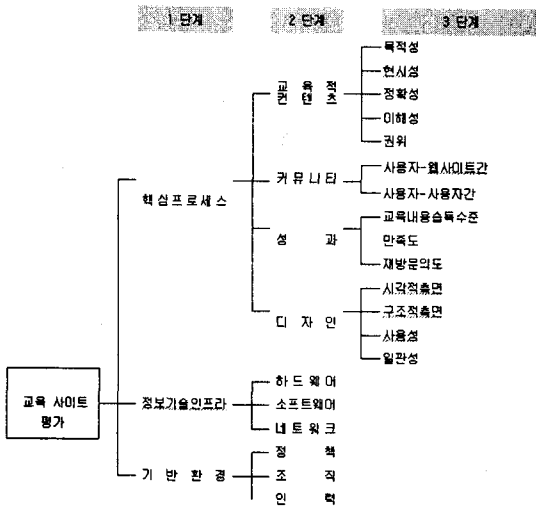 1 단계 2 단계 3 단계
목적성
교육적
컨텐츠
현시성
정확성
이해성
권위
커뮤니티
사용자-웹사이트간
사용자-사용자간
핵심프로세스
교육내용습득수준
성 과
만족도
재방문의도
시각적측면
디자인
구조적측면
사용성
일관성
교육 사이트
평가
정보기술인프라
하드웨어
소프트웨어
네트워크
기반환경
정 책
조 직
인 력